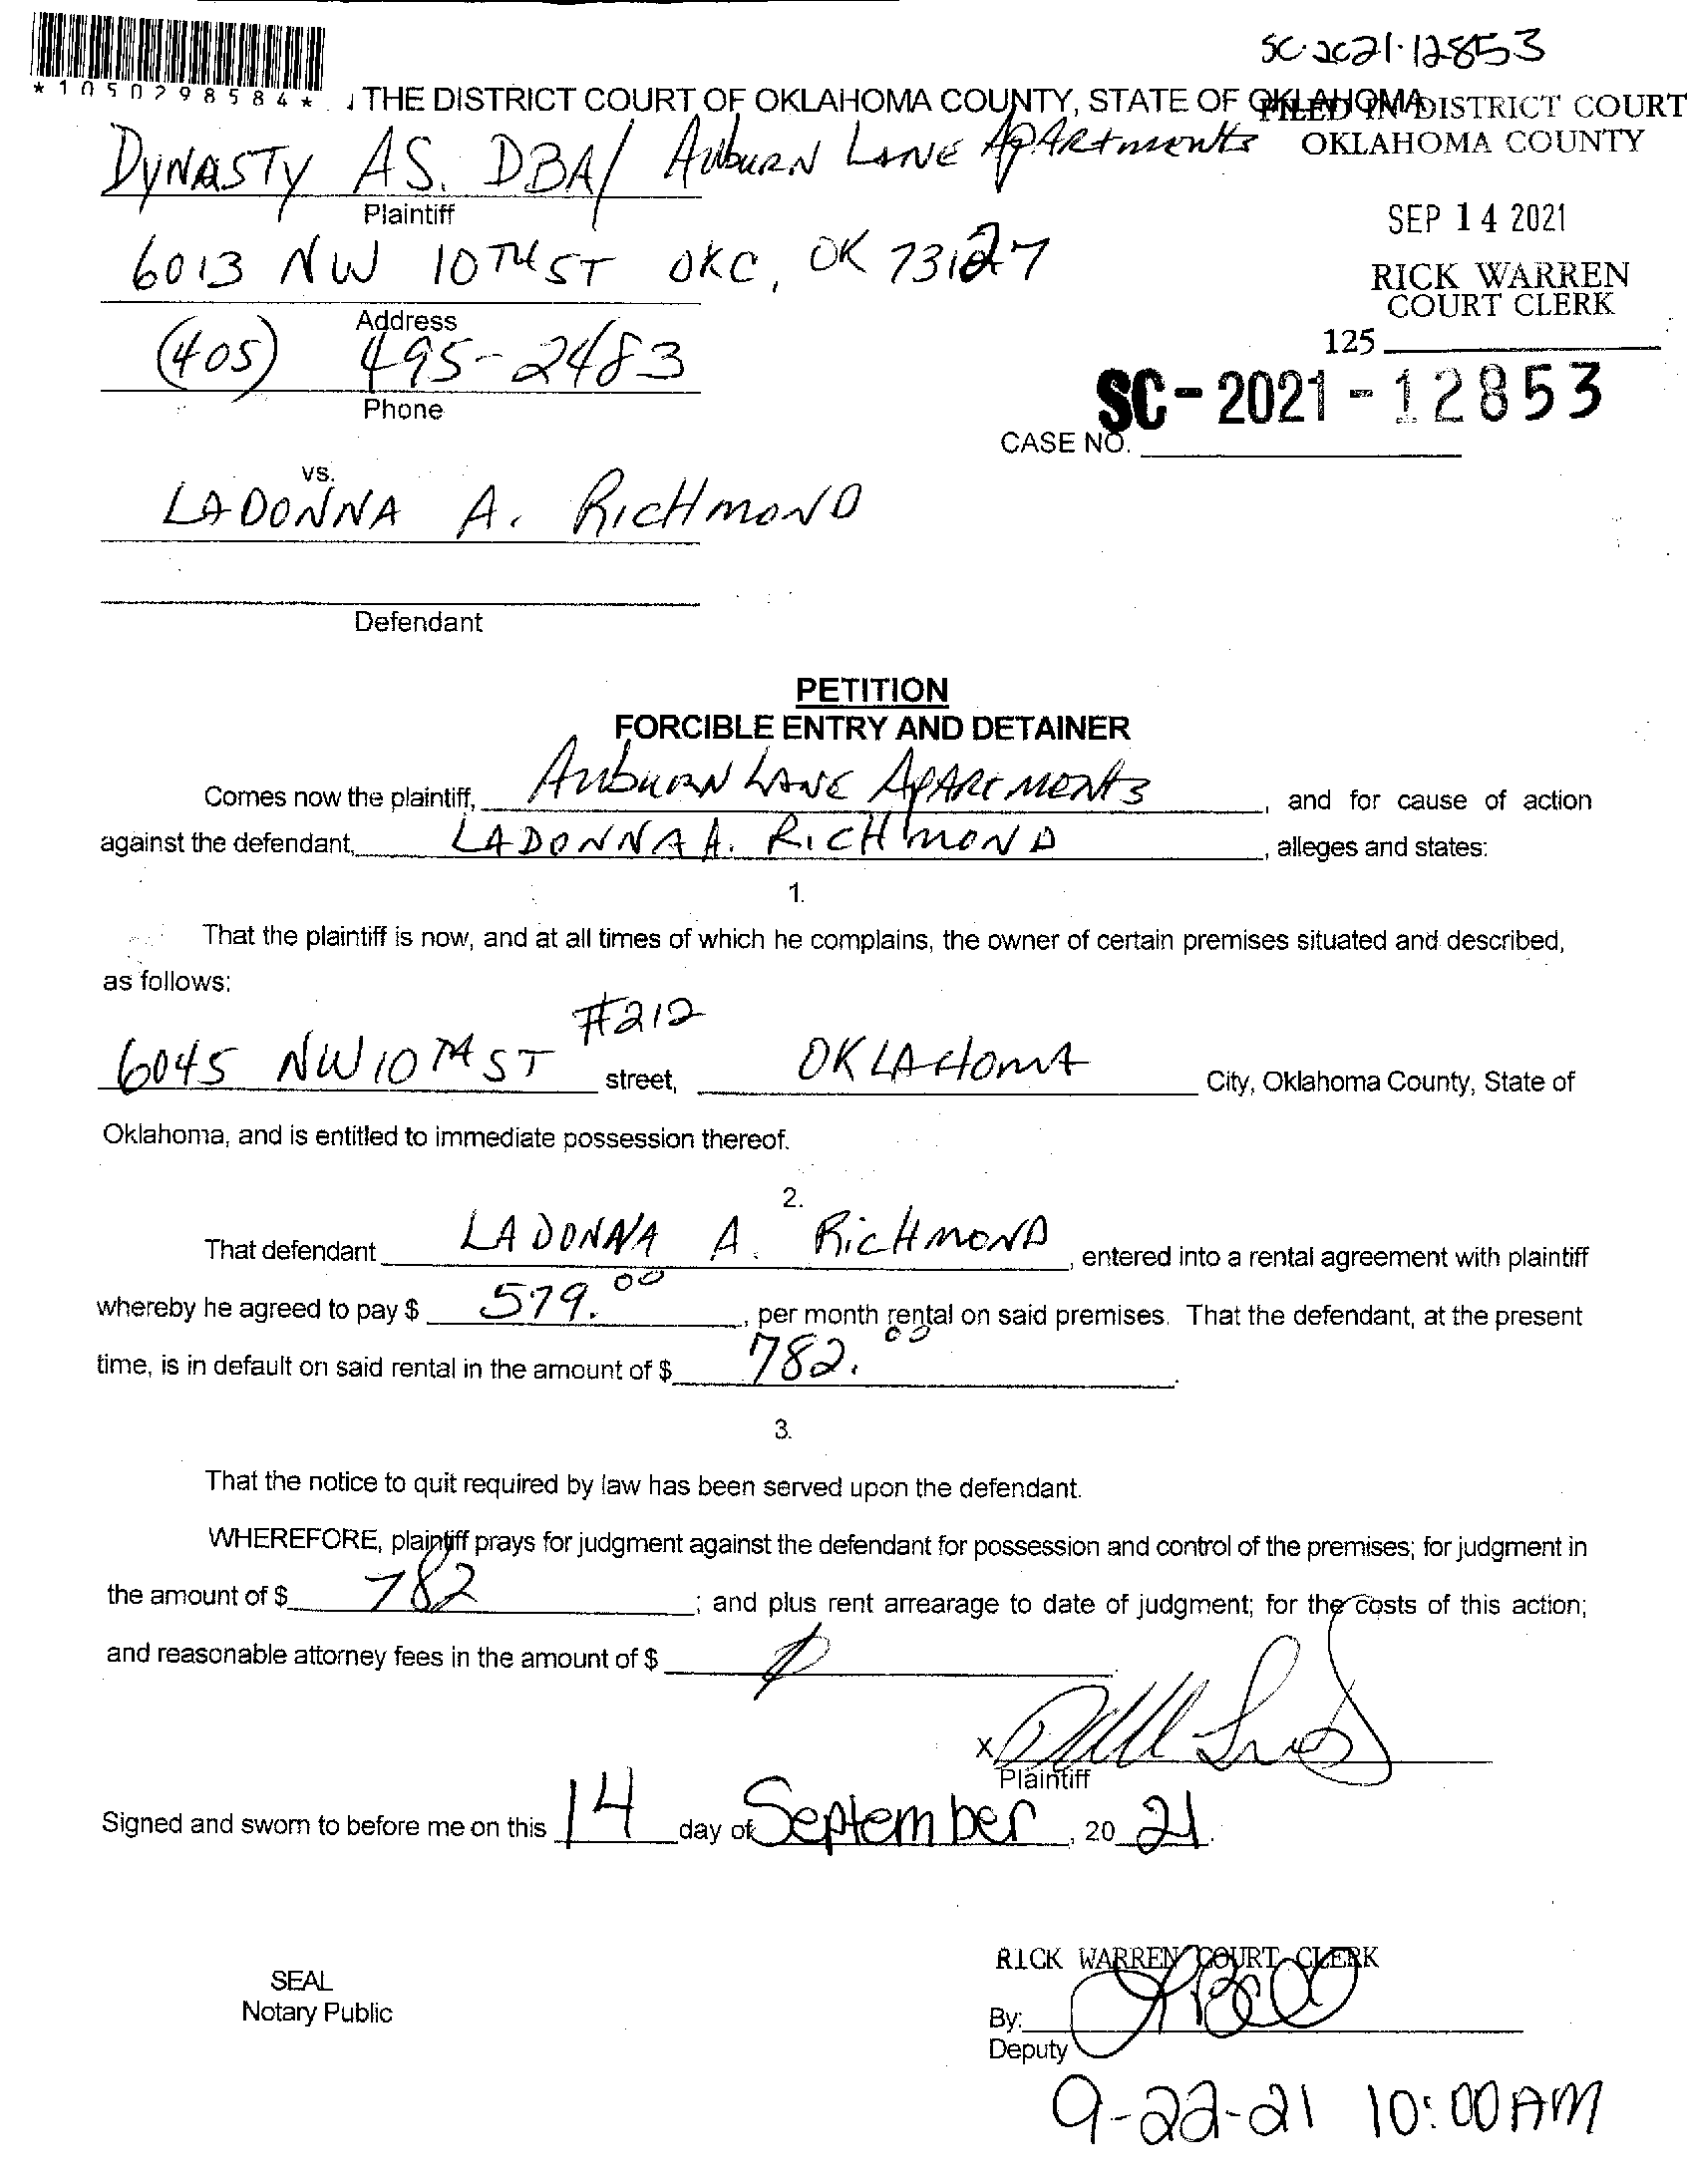 SC-2021-12853
*1050298584*
THE DISTRICT COURT OF OKLAHOMA COUNTY, STATE OF OKLAHOMA
FILED IN DISTRICT COURT
OKLAHOMA COUNTY
DYNASTY AS. DBA/ AUBURN LANE APARTMENTS
Plaintiff
SEP 14 2021
6013 NW 10TH ST OKC, OK 73127
RICK WARREN
COURT CLERK
Address
125
(405) 495-2483
Phone
SC-2021-12853
CASE NO.
vs.
LADONNA A. RICHMOND
Defendant
PETITION
FORCIBLE ENTRY AND DETAINER
Comes now the plaintiff, AUBURN LANE APARTMENTS, and for cause of action
against the defendant, LADONNA A. RICHMOND, alleges and states:
1.
That the plaintiff is now, and at all times of which he complains, the owner of certain premises situated and described,
as follows:
#212
6045 NW 10TH ST street, OKLAHOMA City, Oklahoma County, State of
Oklahoma, and is entitled to immediate possession thereof.
2.
That defendant LADONNA A. RICHMOND, entered into a rental agreement with plaintiff
whereby he agreed to pay $ 579.00, per month rental on said premises. That the defendant, at the present
time, is in default on said rental in the amount of $ 782.00.
3.
That the notice to quit required by law has been served upon the defendant.
WHEREFORE, plaintiff prays for judgment against the defendant for possession and control of the premises; for judgment in
the amount of $ 782; and plus rent arrearage to date of judgment; for the costs of this action;
and reasonable attorney fees in the amount of $
X
Plaintiff
Signed and sworn to before me on this 14 day of September, 20 21.
RICK WARREN COURT CLERK
SEAL
Notary Public
By:
Deputy
9-22-21 10:00AM